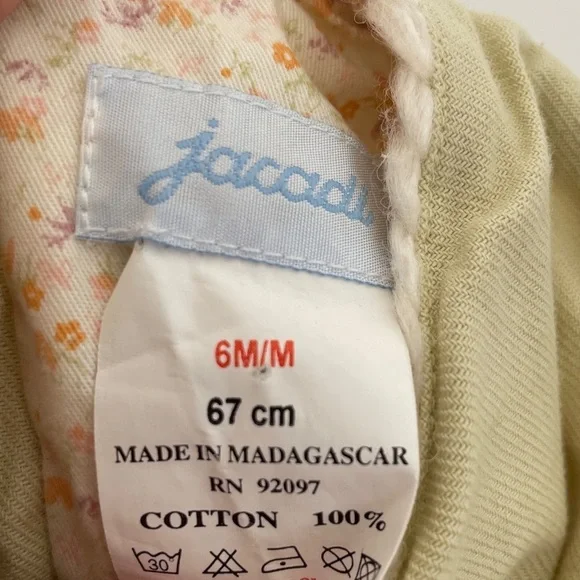 jacadi
6M/M
67 cm
MADE IN MADAGASCAR
RN 92097
COTTON 100%
30°